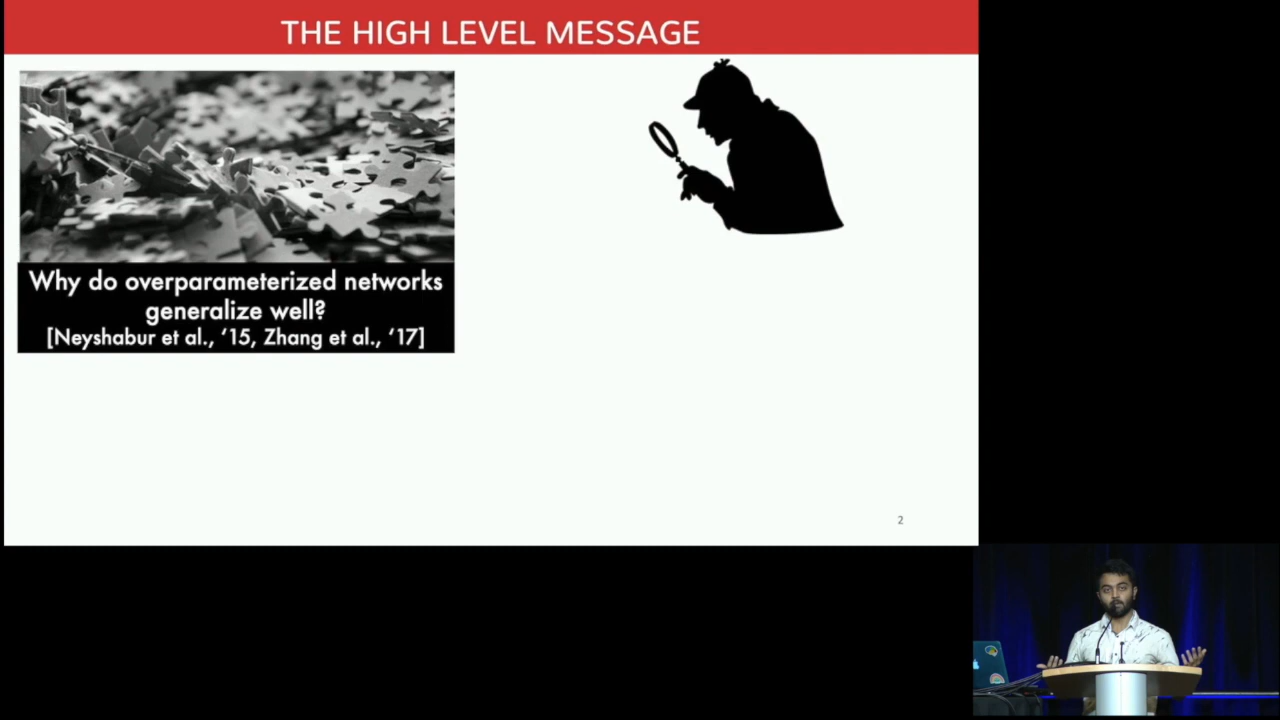 THE HIGH LEVEL MESSAGE
Why do overparameterized networks
generalize well?
[Neyshabur et al., ‘15, Zhang et al., ‘17]
2